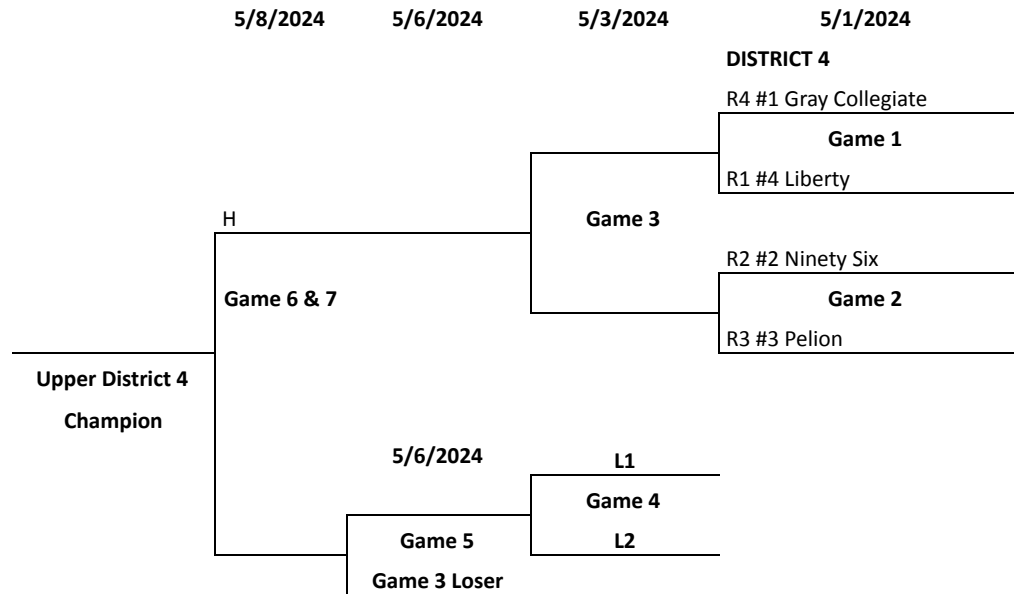 5/8/2024 5/6/2024 5/3/2024 5/1/2024
DISTRICT 4
R4 #1 Gray Collegiate
Game 1
R1 #4 Liberty
H
Game 3
R2 #2 Ninety Six
Game 6 & 7
Game 2
R3 #3 Pelion
Upper District 4
Champion
5/6/2024
L1
Game 4
Game 5
L2
Game 3 Loser